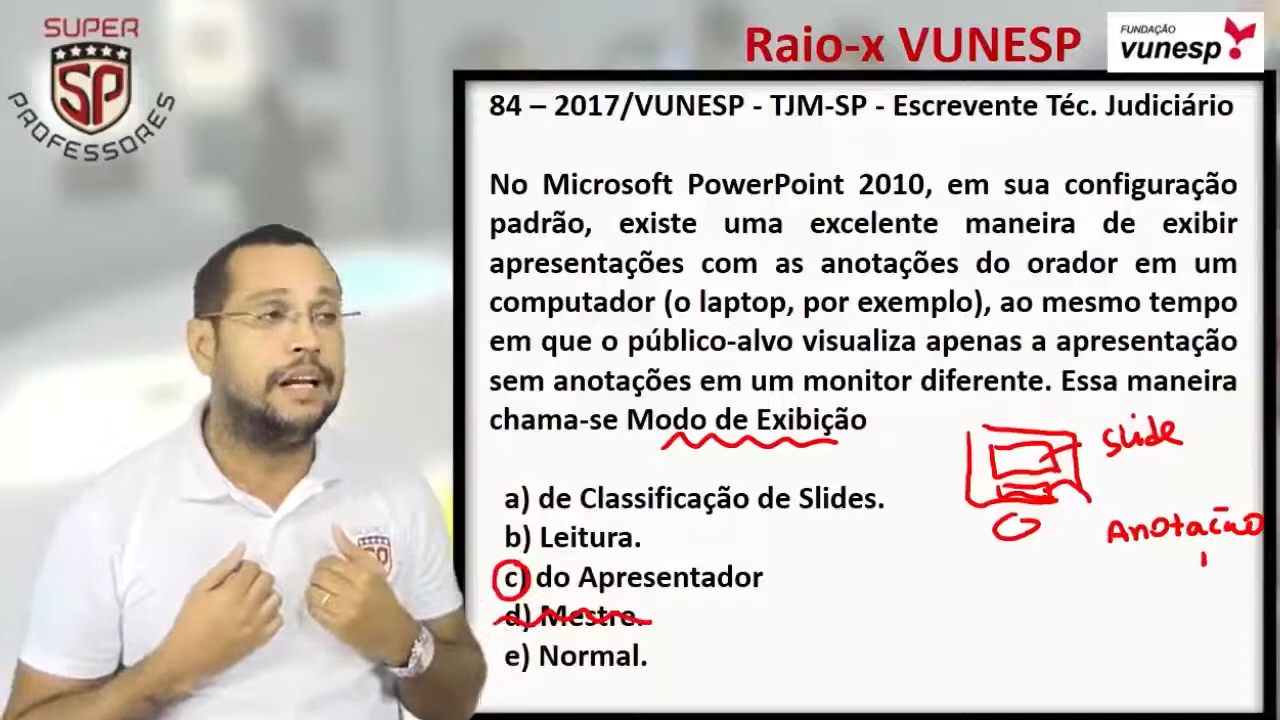 SUPER
SP
PROFESSORES
Raio-x VUNESP
FUNDAÇÃO
vunesp
84 – 2017/VUNESP - TJM-SP - Escrevente Téc. Judiciário
No Microsoft PowerPoint 2010, em sua configuração
padrão, existe uma excelente maneira de exibir
apresentações com as anotações do orador em um
computador (o laptop, por exemplo), ao mesmo tempo
em que o público-alvo visualiza apenas a apresentação
sem anotações em um monitor diferente. Essa maneira
chama-se Modo de Exibição
slide
a) de Classificação de Slides.
Anotação
b) Leitura.
c) do Apresentador
d) Mestre.
e) Normal.